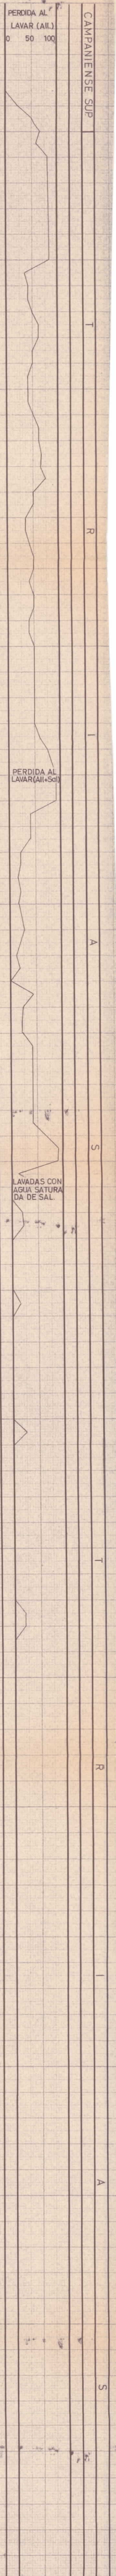 PERDIDA AL
LAVAR (All.)
0 50 100
CAMPANIENSE SUP
T
R
I
PERDIDA AL
LAVAR(All+Sal)
A
S
LAVADAS CON
AGUA SATURA
DA DE SAL
T
R
I
A
S